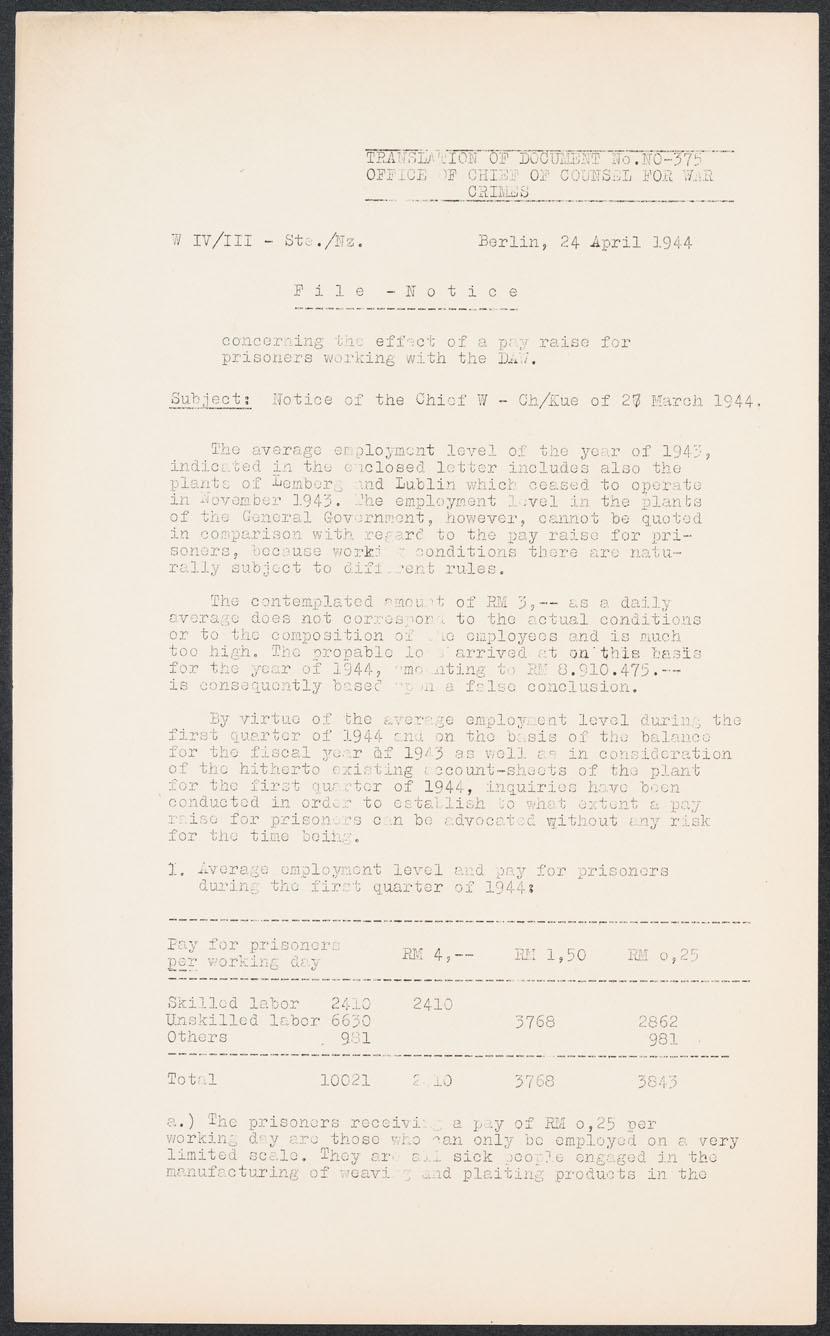 TRANSLATION OF DOCUMENT No.NO-375
OFFICE OF CHIEF OF COUNSEL FOR WAR
CRIMES
W IV/III - Ste./Nz. Berlin, 24 April 1944
F i l e - N o t i c e
concerning the effect of a pay raise for
prisoners working with the DAW.
Subject: Notice of the Chief W - Ch/Kue of 27 March 1944.
The average employment level of the year of 1943,
indicated in the enclosed letter includes also the
plants of Lemberg and Lublin which ceased to operate
in November 1943. The employment level in the plants
of the General Government, however, cannot be quoted
in comparison with regard to the pay raise for pri-
soners, because working conditions there are natu-
rally subject to different rules.
The contemplated amount of RM 3,-- as a daily
average does not correspond to the actual conditions
or to the composition of the employees and is much
too high. The propable loss arrived at on this basis
for the year of 1944, amounting to RM 8.910.475.--
is consequently based upon a false conclusion.
By virtue of the average employment level during the
first quarter of 1944 and on the basis of the balance
for the fiscal year of 1943 as well as in consideration
of the hitherto existing account-sheets of the plant
for the first quarter of 1944, inquiries have been
conducted in order to establish to what extent a pay
raise for prisoners can be advocated without any risk
for the time being.
1. Average employment level and pay for prisoners
during the first quarter of 1944:
Pay for prisoners
per working day RM 4,-- RM 1,50 RM o,25
Skilled labor 2410 2410
Unskilled labor 6630 3768 2862
Others 981 981
Total 10021 2410 3768 3843
a.) The prisoners receiving a pay of RM o,25 per
working day are those who can only be employed on a very
limited scale. They are all sick people engaged in the
manufacturing of weaving and plaiting products in the